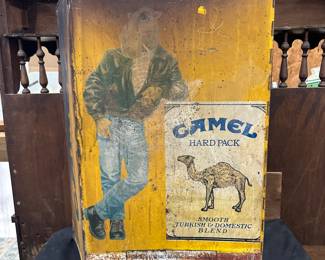 CAMEL
HARD PACK
SMOOTH
TURKISH & DOMESTIC
BLEND